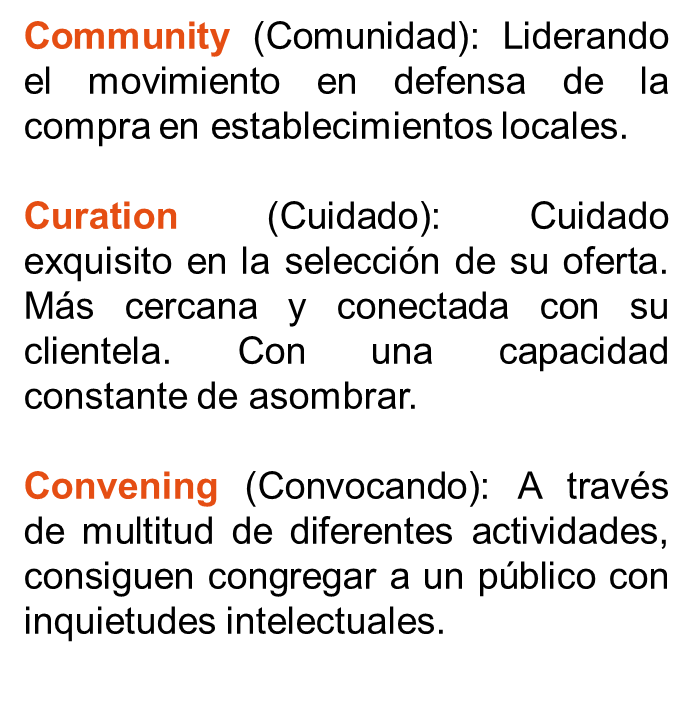 Community (Comunidad): Liderando
el movimiento en defensa de la
compra en establecimientos locales.
Curation (Cuidado): Cuidado
exquisito en la selección de su oferta.
Más cercana y conectada con su
clientela. Con una capacidad
constante de asombrar.
Convening (Convocando): A través
de multitud de diferentes actividades,
consiguen congregar a un público con
inquietudes intelectuales.